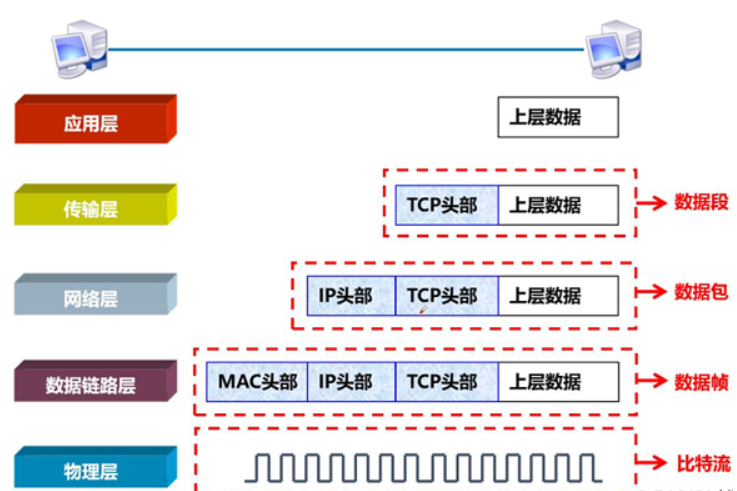 应用层
上层数据
传输层
TCP头部 上层数据
数据段
网络层
IP头部 TCP头部 上层数据
数据包
数据链路层
MAC头部 IP头部 TCP头部 上层数据
数据帧
物理层
比特流